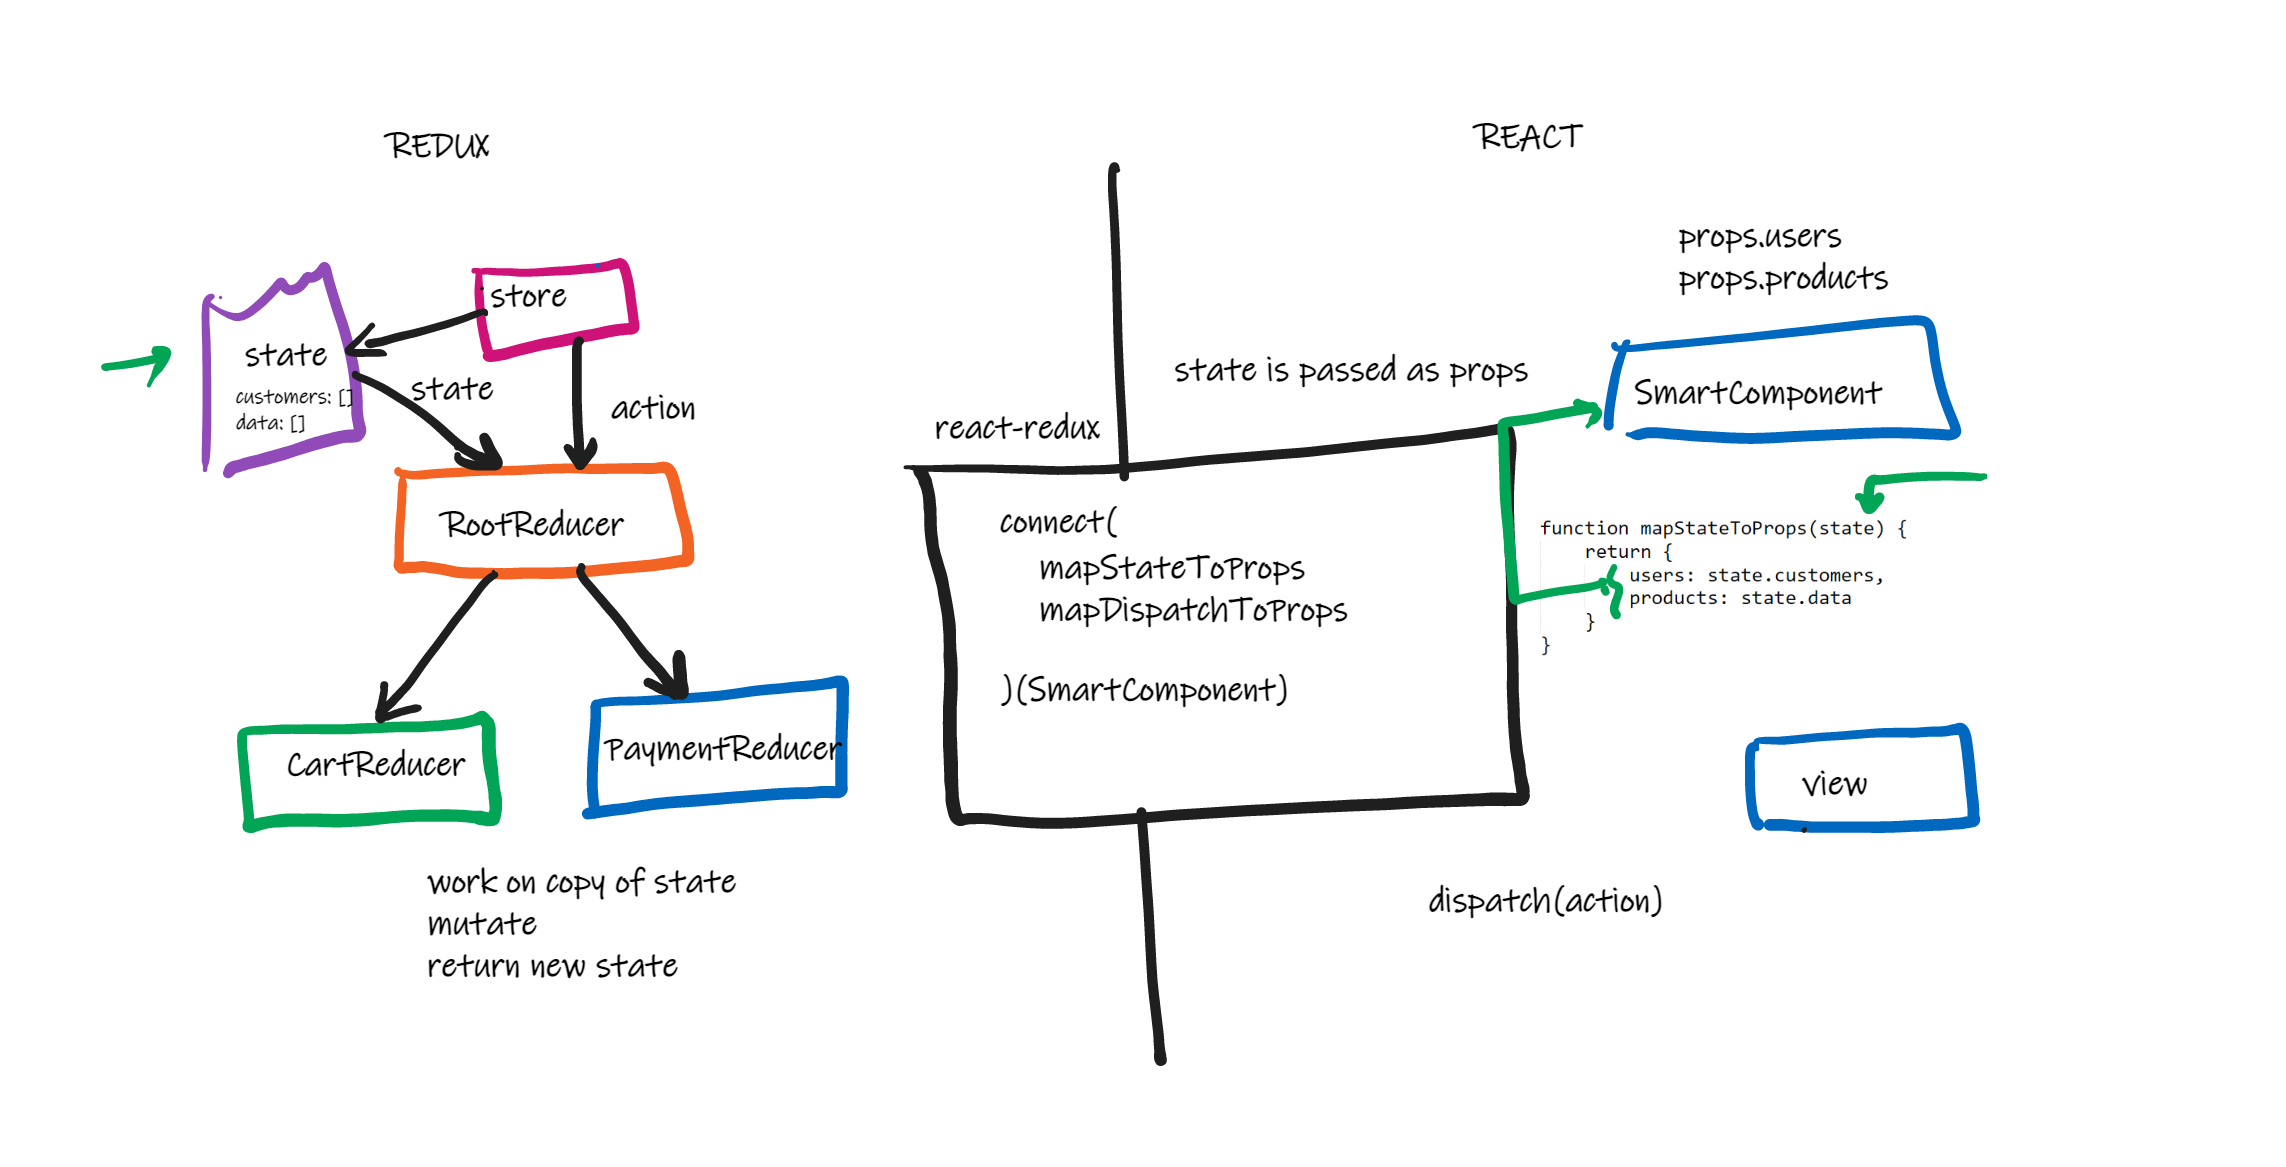 REDUX
store
state
customers: []
data: []
state
action
RootReducer
CartReducer
PaymentReducer
work on copy of state
mutate
return new state
react-redux
connect(
mapStateToProps
mapDispatchToProps
)(SmartComponent)
REACT
props.users
props.products
state is passed as props
SmartComponent
function mapStateToProps(state) {
return {
users: state.customers,
products: state.data
}
}
view
dispatch(action)